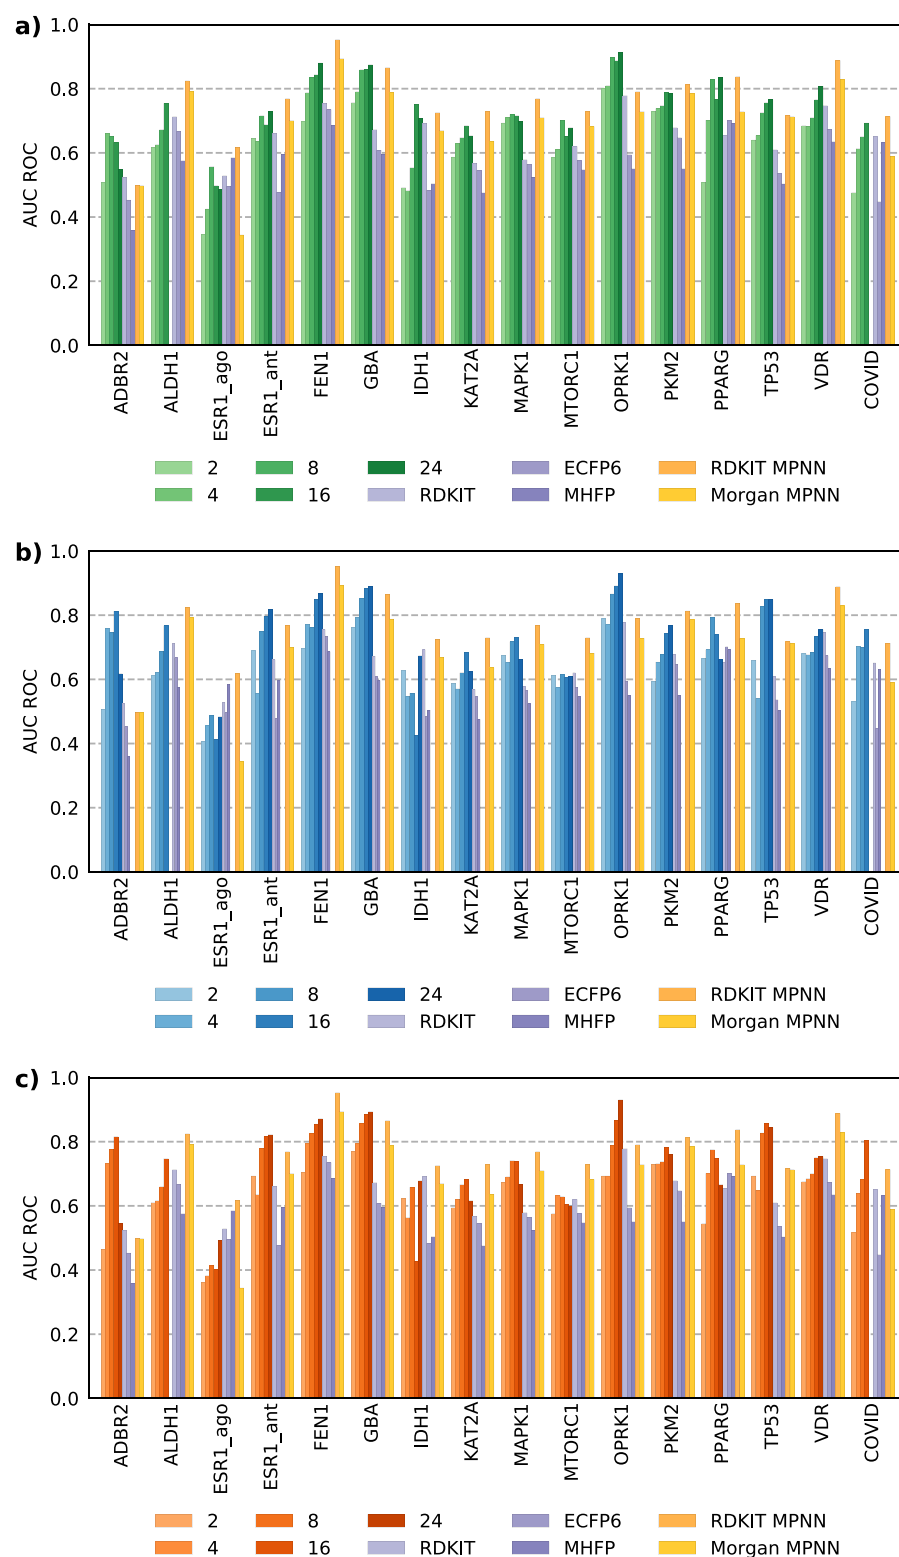 a)
1.0
0.8
0.6
0.4
0.2
0.0
AUC ROC
ADBR2
ALDH1
ESR1_ago
ESR1_ant
FEN1
GBA
IDH1
KAT2A
MAPK1
MTORC1
OPRK1
PKM2
PPARG
TP53
VDR
COVID
2 8 24 ECFP6 RDKIT MPNN
4 16 RDKIT MHFP Morgan MPNN
b)
1.0
0.8
0.6
0.4
0.2
0.0
AUC ROC
ADBR2
ALDH1
ESR1_ago
ESR1_ant
FEN1
GBA
IDH1
KAT2A
MAPK1
MTORC1
OPRK1
PKM2
PPARG
TP53
VDR
COVID
2 8 24 ECFP6 RDKIT MPNN
4 16 RDKIT MHFP Morgan MPNN
c)
1.0
0.8
0.6
0.4
0.2
0.0
AUC ROC
ADBR2
ALDH1
ESR1_ago
ESR1_ant
FEN1
GBA
IDH1
KAT2A
MAPK1
MTORC1
OPRK1
PKM2
PPARG
TP53
VDR
COVID
2 8 24 ECFP6 RDKIT MPNN
4 16 RDKIT MHFP Morgan MPNN